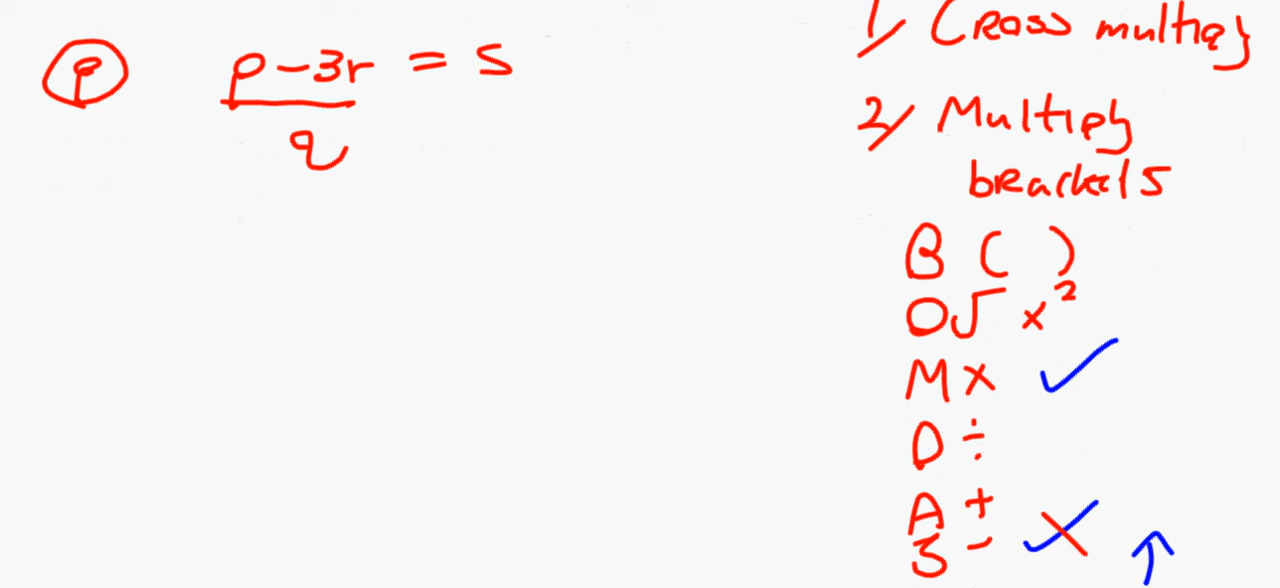 P p - 3r = s
q
1/ Cross multiply
2/ Multiply
brackets
B ( )
O √ x²
M ×
D ÷
A +
S -